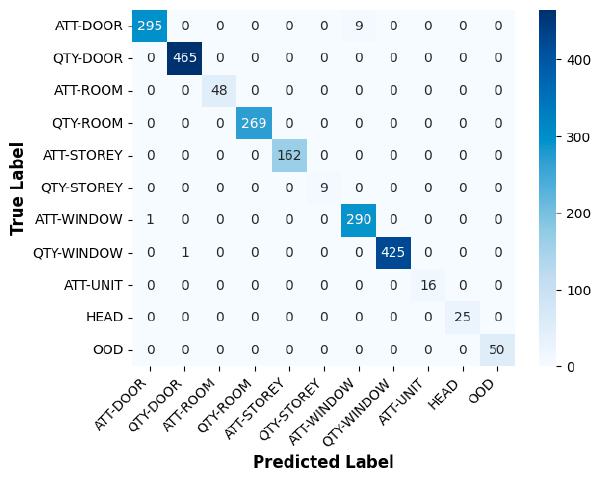 ATT-DOOR 295 0 0 0 0 0 9 0 0 0 0
QTY-DOOR 0 465 0 0 0 0 0 0 0 0 0
ATT-ROOM 0 0 48 0 0 0 0 0 0 0 0
QTY-ROOM 0 0 0 269 0 0 0 0 0 0 0
ATT-STOREY 0 0 0 0 162 0 0 0 0 0 0
QTY-STOREY 0 0 0 0 0 9 0 0 0 0 0
ATT-WINDOW 1 0 0 0 0 0 290 0 0 0 0
QTY-WINDOW 0 1 0 0 0 0 0 425 0 0 0
ATT-UNIT 0 0 0 0 0 0 0 0 16 0 0
HEAD 0 0 0 0 0 0 0 0 0 25 0
OOD 0 0 0 0 0 0 0 0 0 0 50
True Label
ATT-DOOR
QTY-DOOR
ATT-ROOM
QTY-ROOM
ATT-STOREY
QTY-STOREY
ATT-WINDOW
QTY-WINDOW
ATT-UNIT
HEAD
OOD
Predicted Label
400
300
200
100
0